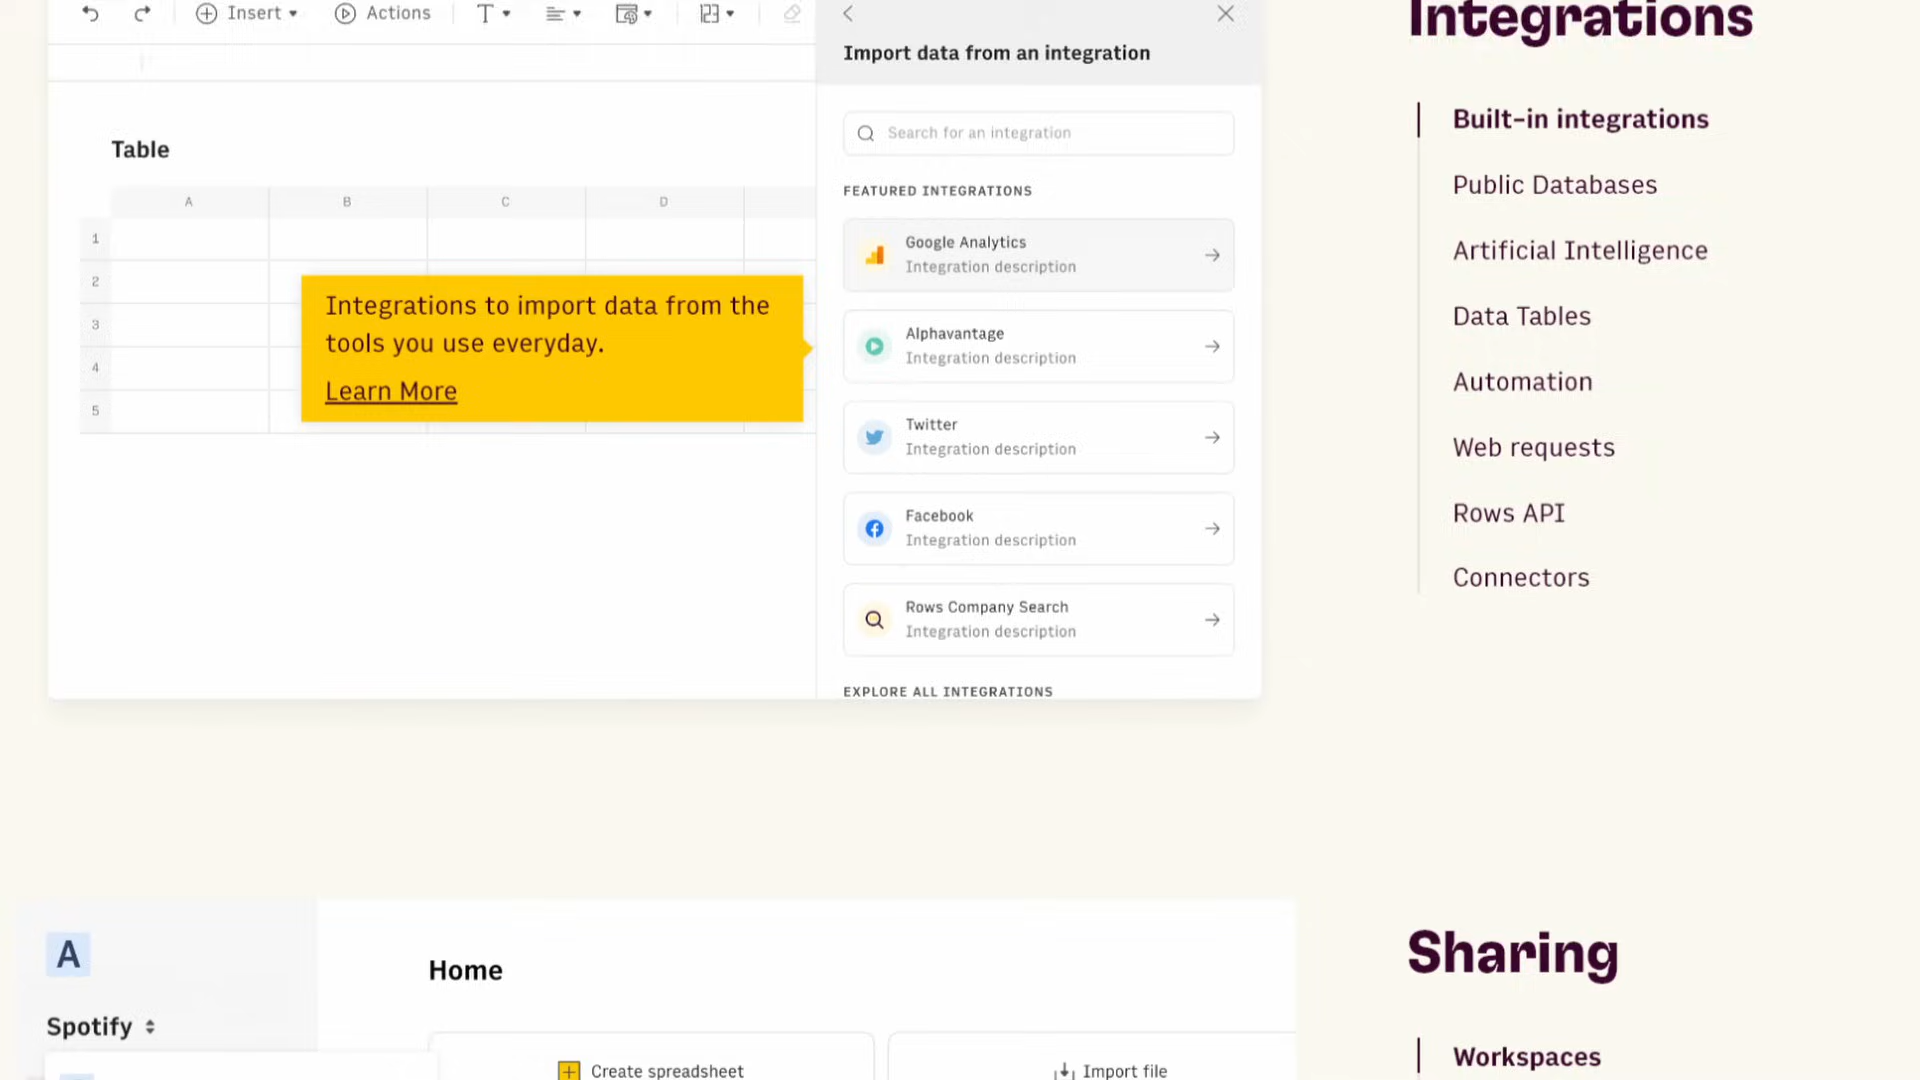 Insert
Actions
Import data from an integration
Search for an integration
Table
A B C D
1
2
3
4
5
Integrations to import data from the
tools you use everyday.
Learn More
FEATURED INTEGRATIONS
Google Analytics
Integration description
Alphavantage
Integration description
Twitter
Integration description
Facebook
Integration description
Rows Company Search
Integration description
EXPLORE ALL INTEGRATIONS
Integrations
Built-in integrations
Public Databases
Artificial Intelligence
Data Tables
Automation
Web requests
Rows API
Connectors
A
Spotify
Home
Create spreadsheet
Import file
Sharing
Workspaces